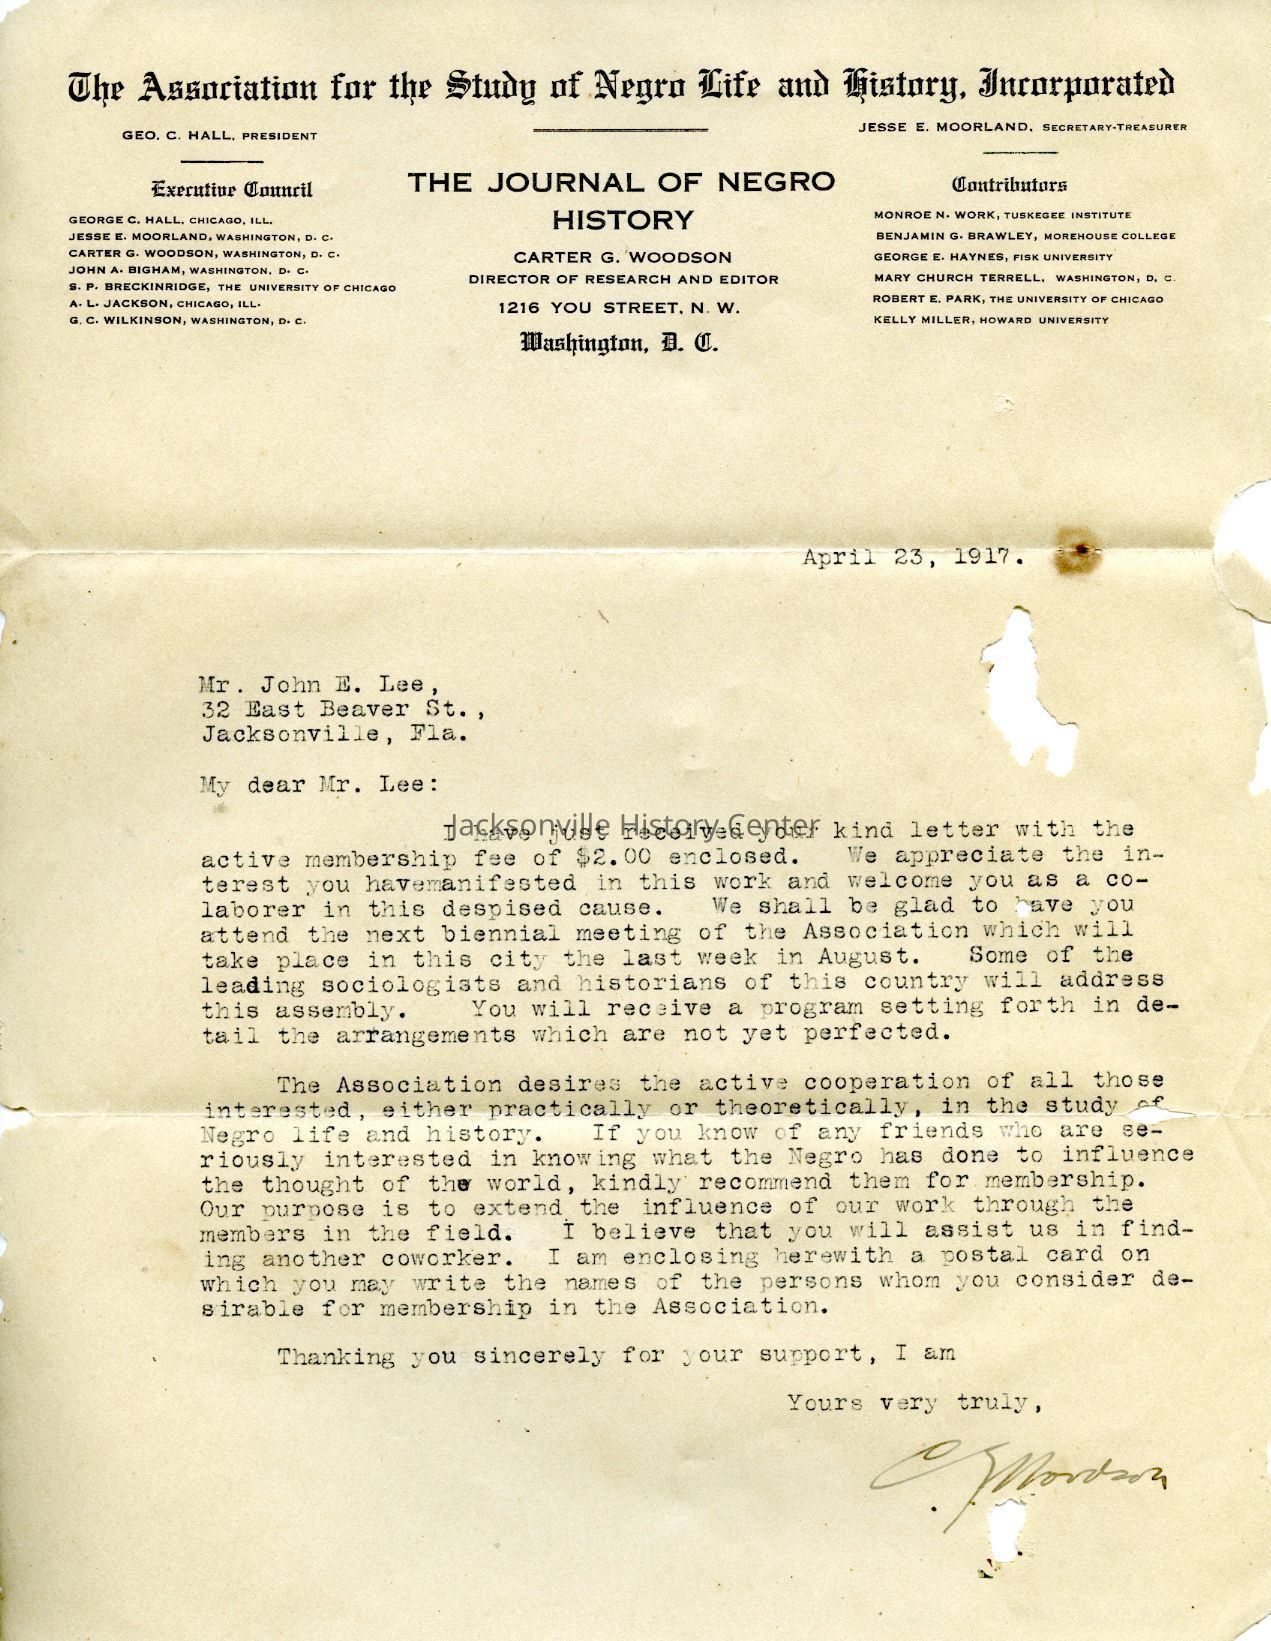 The Association for the Study of Negro Life and History, Incorporated
GEO. C. HALL, PRESIDENT
JESSE E. MOORLAND, SECRETARY-TREASURER
Executive Council
GEORGE C. HALL, CHICAGO, ILL.
JESSE E. MOORLAND, WASHINGTON, D. C.
CARTER G. WOODSON, WASHINGTON, D. C.
JOHN A. BIGHAM, WASHINGTON, D. C.
S. P. BRECKINRIDGE, THE UNIVERSITY OF CHICAGO
A. L. JACKSON, CHICAGO, ILL.
G. C. WILKINSON, WASHINGTON, D. C.
THE JOURNAL OF NEGRO
HISTORY
CARTER G. WOODSON
DIRECTOR OF RESEARCH AND EDITOR
1216 YOU STREET, N. W.
Washington, D. C.
Contributors
MONROE N. WORK, TUSKEGEE INSTITUTE
BENJAMIN G. BRAWLEY, MOREHOUSE COLLEGE
GEORGE E. HAYNES, FISK UNIVERSITY
MARY CHURCH TERRELL, WASHINGTON, D. C.
ROBERT E. PARK, THE UNIVERSITY OF CHICAGO
KELLY MILLER, HOWARD UNIVERSITY
April 23, 1917.
Mr. John E. Lee,
32 East Beaver St.,
Jacksonville, Fla.
My dear Mr. Lee:
Jacksonville History Center
I have just received your kind letter with the
active membership fee of $2.00 enclosed. We appreciate the in-
terest you havemanifested in this work and welcome you as a co-
laborer in this despised cause. We shall be glad to have you
attend the next biennial meeting of the Association which will
take place in this city the last week in August. Some of the
leading sociologists and historians of this country will address
this assembly. You will receive a program setting forth in de-
tail the arrangements which are not yet perfected.
The Association desires the active cooperation of all those
interested, either practically or theoretically, in the study of
Negro life and history. If you know of any friends who are se-
riously interested in knowing what the Negro has done to influence
the thought of the world, kindly recommend them for membership.
Our purpose is to extend the influence of our work through the
members in the field. I believe that you will assist us in find-
ing another coworker. I am enclosing herewith a postal card on
which you may write the names of the persons whom you consider de-
sirable for membership in the Association.
Thanking you sincerely for your support, I am
Yours very truly,
C. G. Woodson